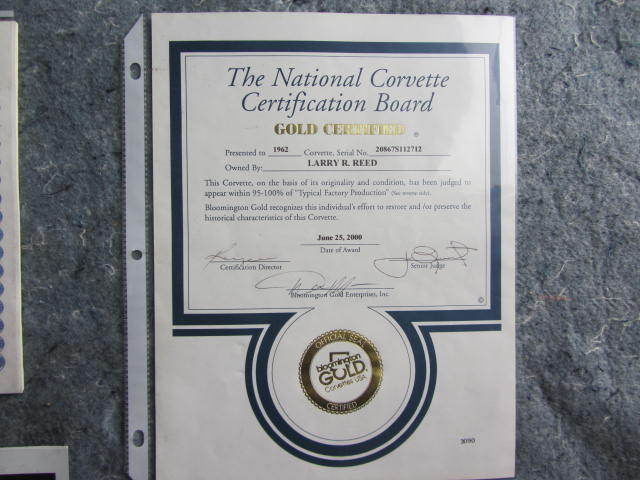 The National Corvette
Certification Board
GOLD CERTIFIED ®
Presented to 1962 Corvette, Serial No. 20867S112712
Owned By: LARRY R. REED
This Corvette, on the basis of its originality and condition, has been judged to
appear within 95-100% of "Typical Factory Production" (See reverse side).
Bloomington Gold recognizes this individual's effort to restore and /or preserve the
historical characteristics of this Corvette.
June 25, 2000
Date of Award
Certification Director
Senior Judge
Bloomington Gold Enterprises, Inc.
©
OFFICIAL SEAL
bloomington
GOLD
Corvettes USA
CERTIFIED
3090